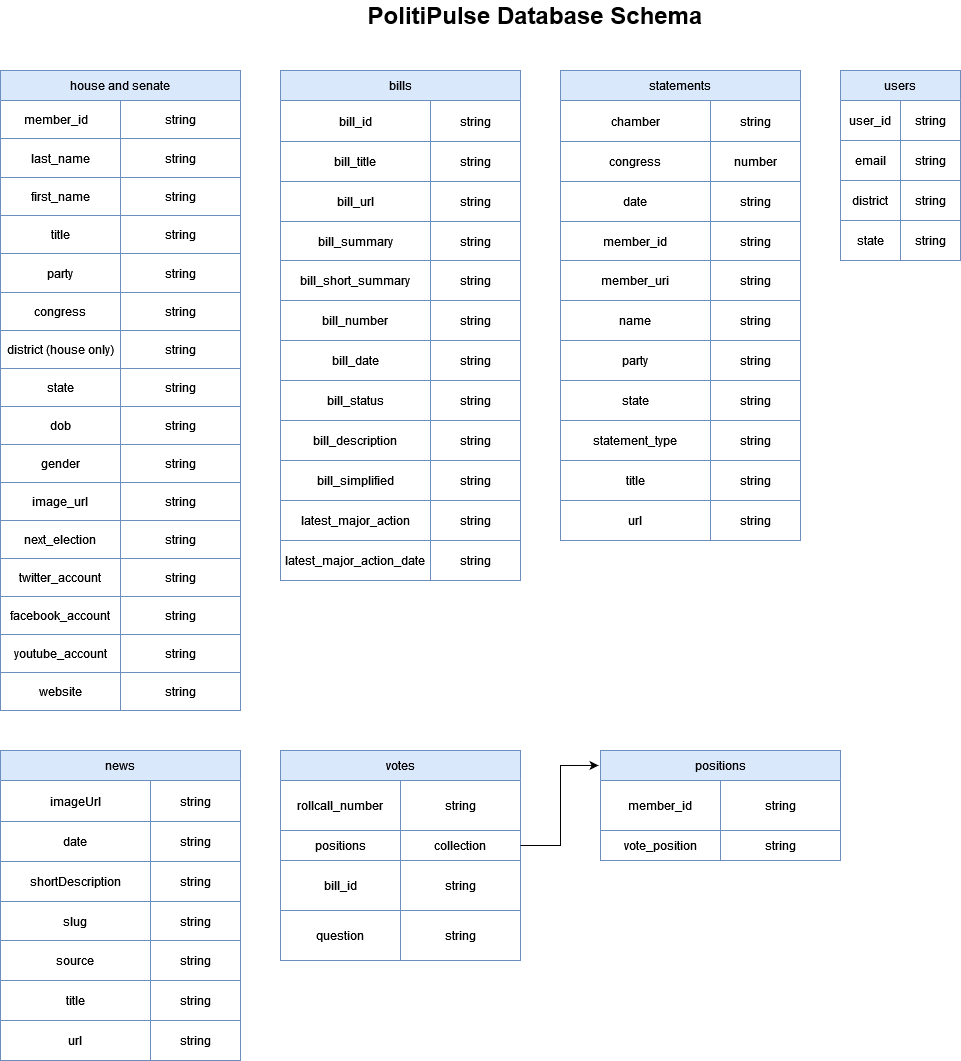 PolitiPulse Database Schema
house and senate
member_id string
last_name string
first_name string
title string
party string
congress string
district (house only) string
state string
dob string
gender string
image_url string
next_election string
twitter_account string
facebook_account string
youtube_account string
website string
bills
bill_id string
bill_title string
bill_url string
bill_summary string
bill_short_summary string
bill_number string
bill_date string
bill_status string
bill_description string
bill_simplified string
latest_major_action string
latest_major_action_date string
statements
chamber string
congress number
date string
member_id string
member_uri string
name string
party string
state string
statement_type string
title string
url string
users
user_id string
email string
district string
state string
news
imageUrl string
date string
shortDescription string
slug string
source string
title string
url string
votes
rollcall_number string
positions collection
bill_id string
question string
positions
member_id string
vote_position string